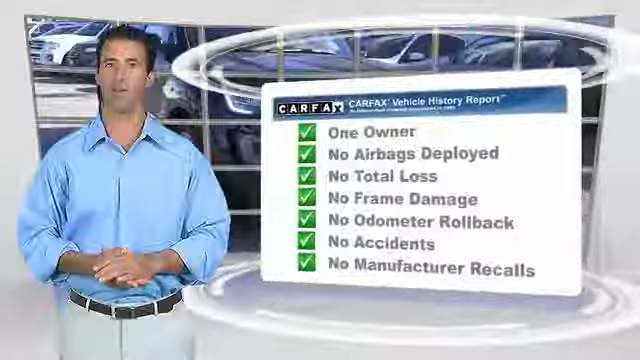 CARFAX CARFAX Vehicle History Report™
One Owner
No Airbags Deployed
No Total Loss
No Frame Damage
No Odometer Rollback
No Accidents
No Manufacturer Recalls